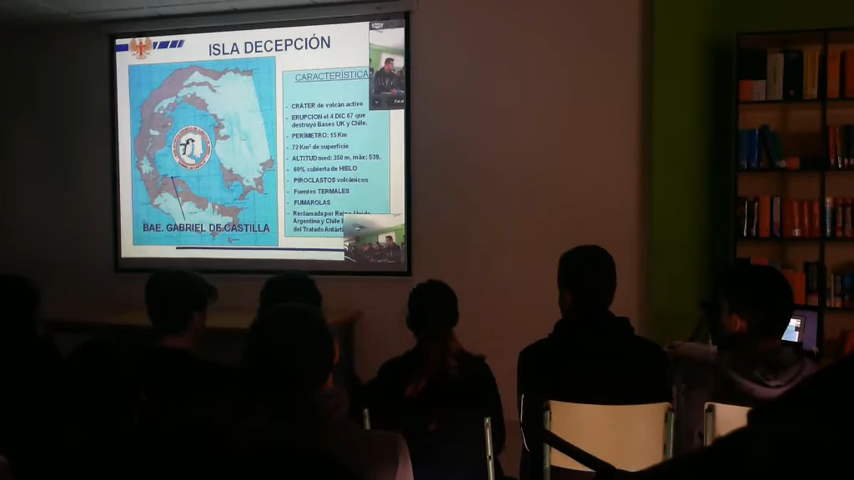 ISLA DECEPCIÓN
CARACTERÍSTICA
- CRÁTER de volcán activo
- ERUPCION el 4 DIC 67 que
destruyó Bases UK y Chile.
- PERÍMETRO: 15 Km
- 72 Km² de superficie
- ALTITUD med: 350 m, máx: 539.
- 60% cubierta de HIELO
- PIROCLASTOS volcánicos
- Fuentes TERMALES
- FUMAROLAS
- Reclamada por Reino
Argentina y Chile
del Tratado
BAE. GABRIEL DE CASTILLA